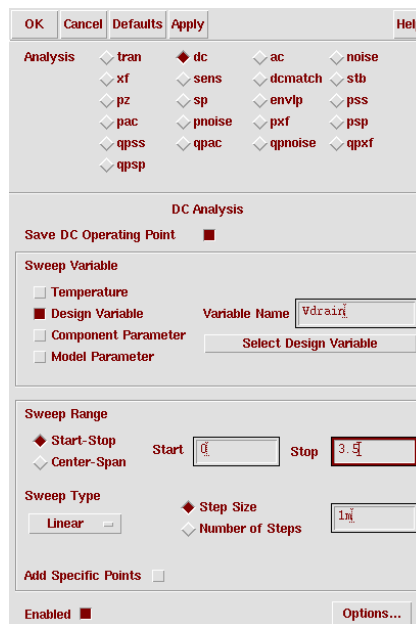 OK Cancel Defaults Apply Hel
Analysis tran dc ac noise
xf sens dcmatch stb
pz sp envlp pss
pac pnoise pxf psp
qpss qpac qpnoise qpxf
qpsp
DC Analysis
Save DC Operating Point
Sweep Variable
Temperature
Design Variable Variable Name Vdrain
Component Parameter Select Design Variable
Model Parameter
Sweep Range
Start-Stop Start 0 Stop 3.5
Center-Span
Sweep Type Step Size 1m
Linear Number of Steps
Add Specific Points
Enabled Options...